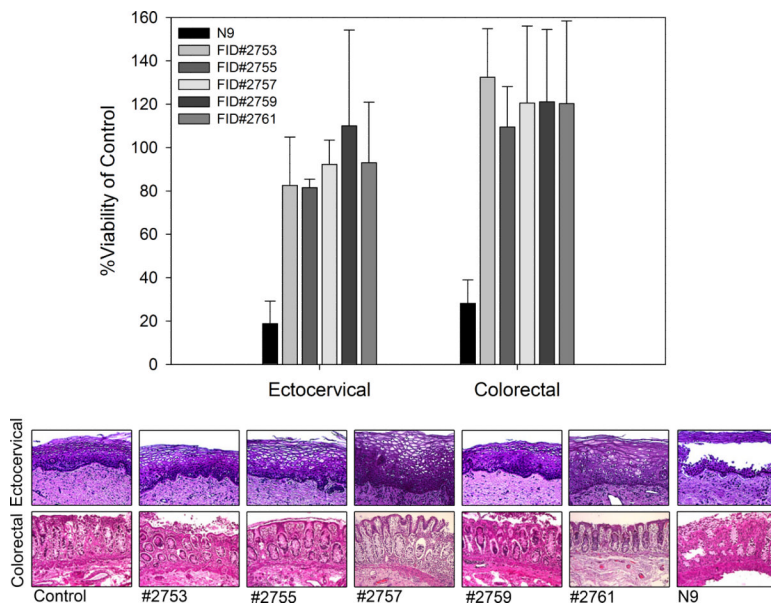 160
140
120
100
80
60
40
20
0
%Viability of Control
N9
FID#2753
FID#2755
FID#2757
FID#2759
FID#2761
Ectocervical
Colorectal
Ectocervical
Colorectal
Control
#2753
#2755
#2757
#2759
#2761
N9